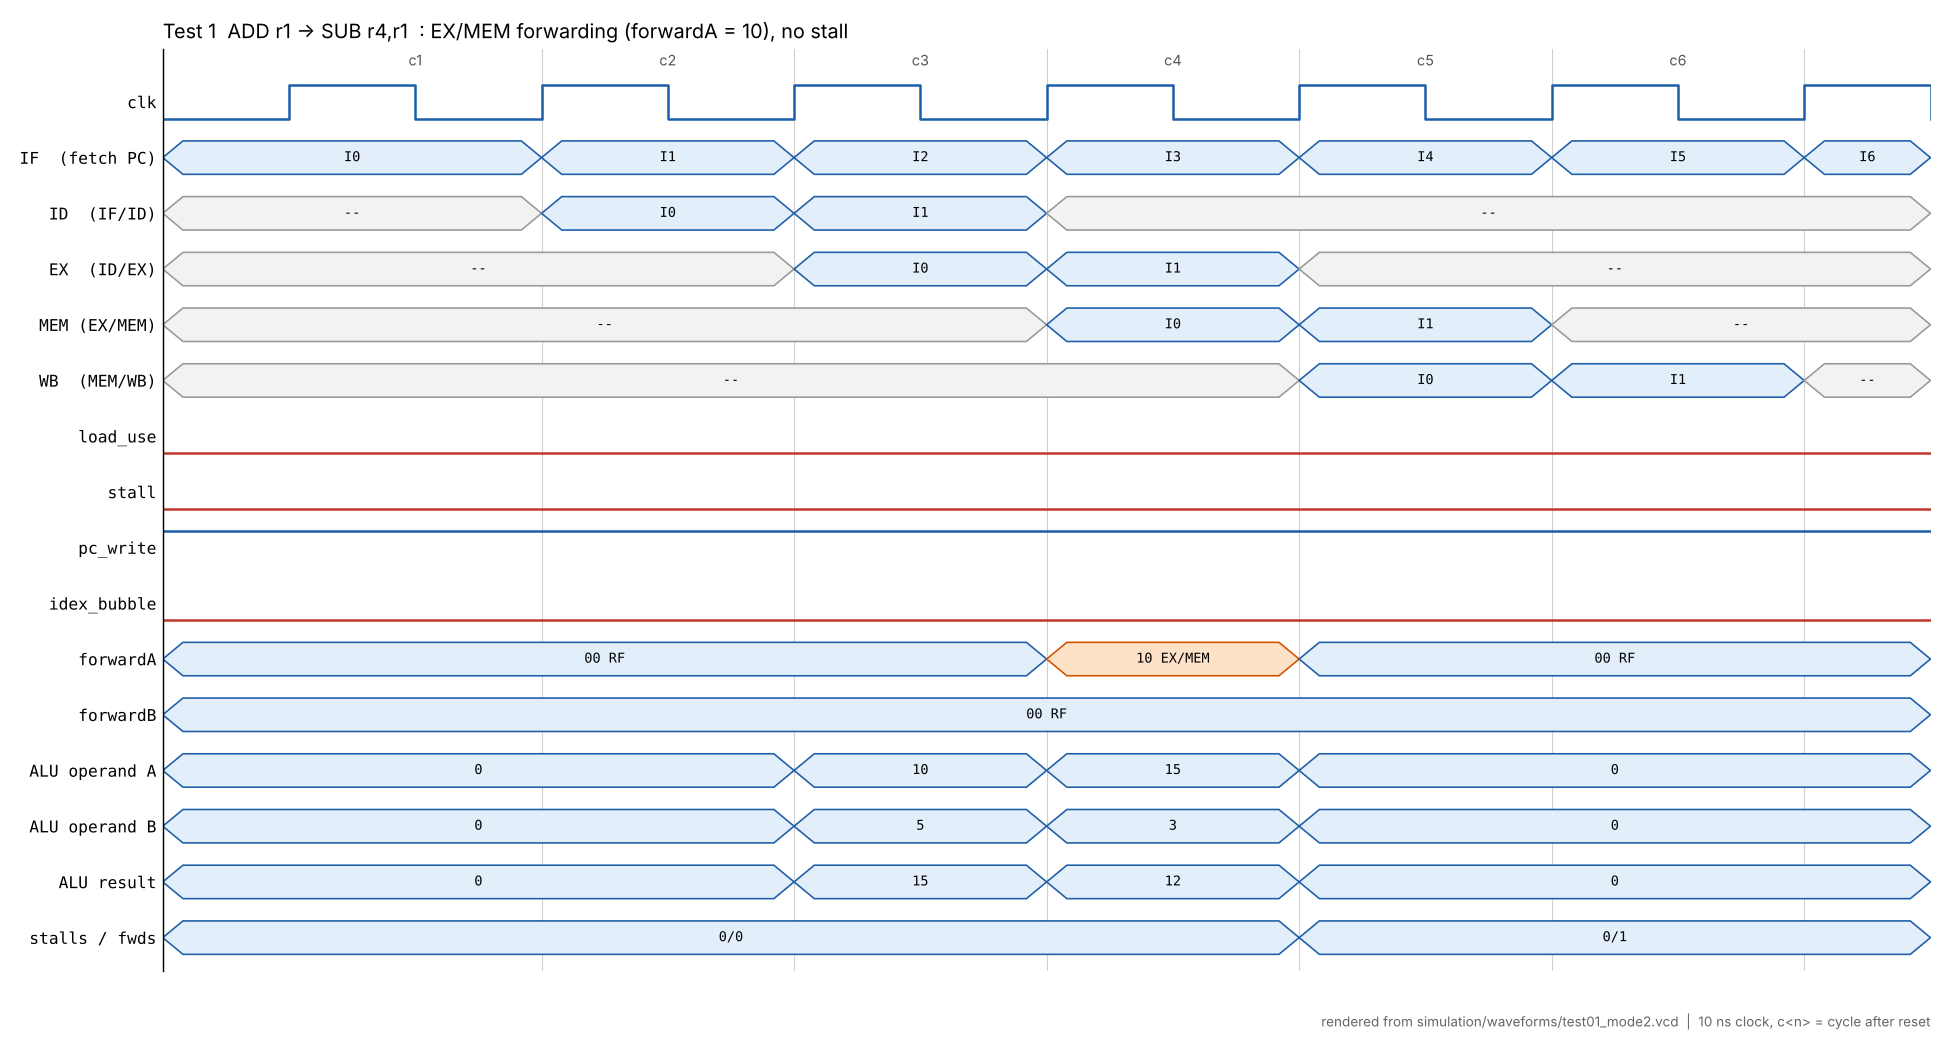 Test 1  ADD r1 → SUB r4,r1  : EX/MEM forwarding (forwardA = 10), no stall
c1 c2 c3 c4 c5 c6
clk
IF  (fetch PC) I0 I1 I2 I3 I4 I5 I6
ID  (IF/ID) -- I0 I1 --
EX  (ID/EX) -- I0 I1 --
MEM (EX/MEM) -- I0 I1 --
WB  (MEM/WB) -- I0 I1 --
load_use
stall
pc_write
idex_bubble
forwardA 00 RF 10 EX/MEM 00 RF
forwardB 00 RF
ALU operand A 0 10 15 0
ALU operand B 0 5 3 0
ALU result 0 15 12 0
stalls / fwds 0/0 0/1
rendered from simulation/waveforms/test01_mode2.vcd | 10 ns clock, c<n> = cycle after reset